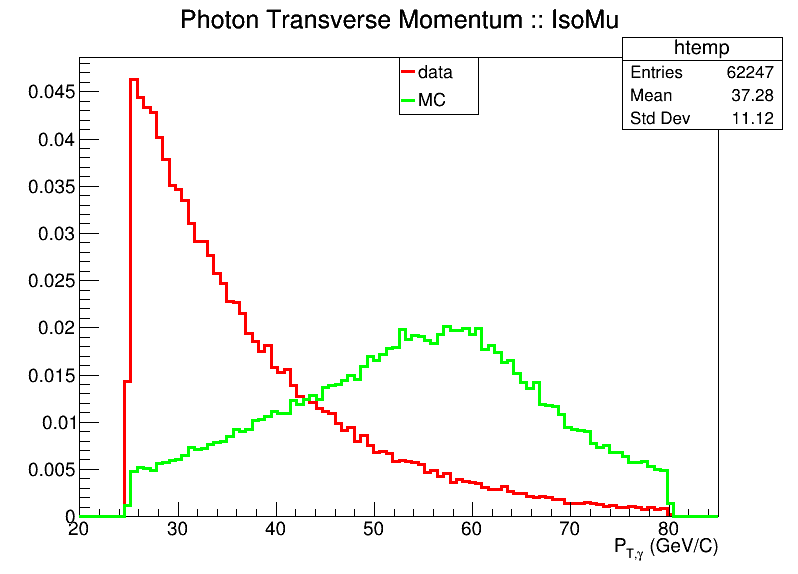 Photon Transverse Momentum :: IsoMu
htemp
Entries 62247
Mean 37.28
Std Dev 11.12
data
MC
0.045
0.04
0.035
0.03
0.025
0.02
0.015
0.01
0.005
0
20 30 40 50 60 70 80
P_T,γ (GeV/C)